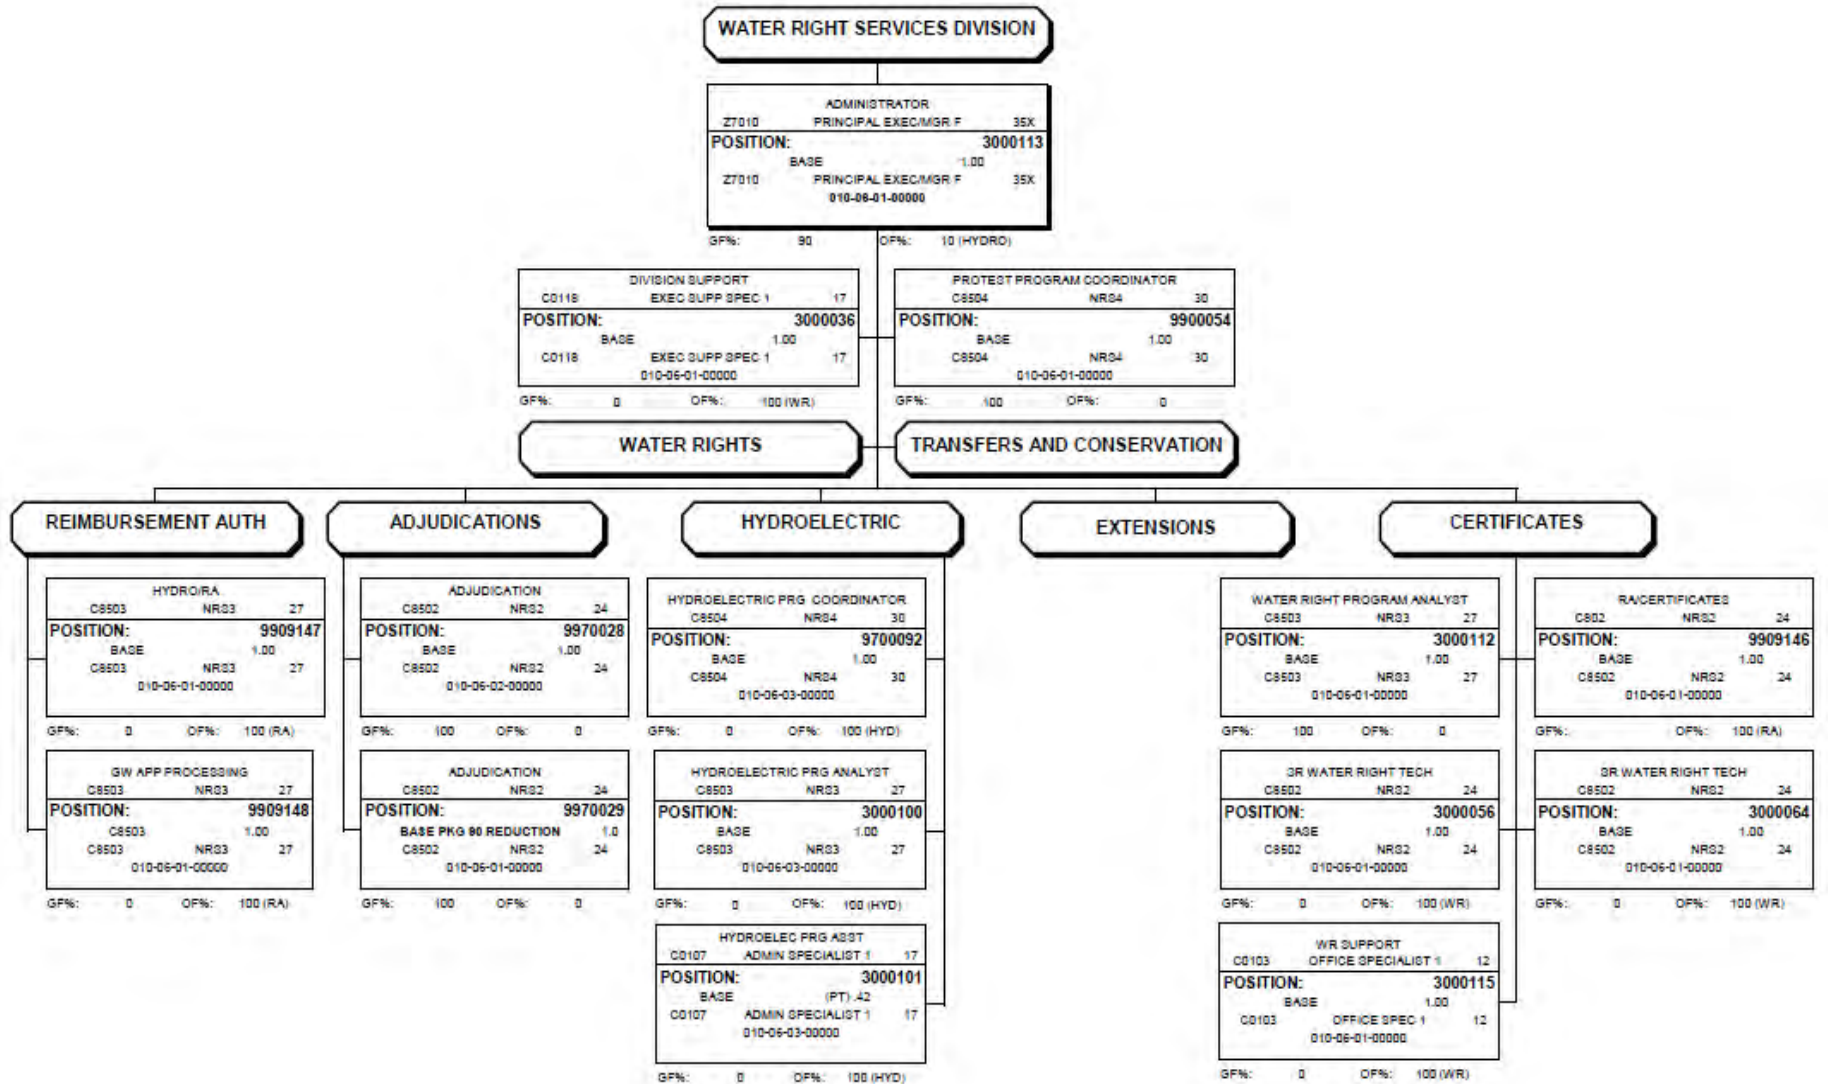 WATER RIGHT SERVICES DIVISION
ADMINISTRATOR
Z7010 PRINCIPAL EXEC/MGR F 35X
POSITION: 3000113
BASE 1.00
Z7010 PRINCIPAL EXEC/MGR F 35X
010-06-01-00000
GF%: 90 OF%: 10 (HYDRO)
DIVISION SUPPORT
C0118 EXEC SUPP SPEC 1 17
POSITION: 3000036
BASE 1.00
C0118 EXEC SUPP SPEC 1 17
010-06-01-00000
GF%: 0 OF%: 100 (WR)
PROTEST PROGRAM COORDINATOR
C8504 NRS4 30
POSITION: 9900054
BASE 1.00
C8504 NRS4 30
010-06-01-00000
GF%: 100 OF%: 0
WATER RIGHTS
TRANSFERS AND CONSERVATION
REIMBURSEMENT AUTH
ADJUDICATIONS
HYDROELECTRIC
EXTENSIONS
CERTIFICATES
HYDRO/RA
C8503 NRS3 27
POSITION: 9909147
BASE 1.00
C8503 NRS3 27
010-06-01-00000
GF%: 0 OF%: 100 (RA)
GW APP PROCESSING
C8503 NRS3 27
POSITION: 9909148
C8503 1.00
C8503 NRS3 27
010-06-01-00000
GF%: 0 OF%: 100 (RA)
ADJUDICATION
C8502 NRS2 24
POSITION: 9970028
BASE 1.00
C8502 NRS2 24
010-06-02-00000
GF%: 100 OF%: 0
ADJUDICATION
C8502 NRS2 24
POSITION: 9970029
BASE PKG 90 REDUCTION 1.0
C8502 NRS2 24
010-06-01-00000
GF%: 100 OF%: 0
HYDROELECTRIC PRG COORDINATOR
C8504 NRS4 30
POSITION: 9700092
BASE 1.00
C8504 NRS4 30
010-06-03-00000
GF%: 0 OF%: 100 (HYD)
HYDROELECTRIC PRG ANALYST
C8503 NRS3 27
POSITION: 3000100
BASE 1.00
C8503 NRS3 27
010-06-03-00000
GF%: 0 OF%: 100 (HYD)
HYDROELEC PRG ASST
C0107 ADMIN SPECIALIST 1 17
POSITION: 3000101
BASE (PT) .42
C0107 ADMIN SPECIALIST 1 17
010-06-03-00000
GF%: 0 OF%: 100 (HYD)
WATER RIGHT PROGRAM ANALYST
C8503 NRS3 27
POSITION: 3000112
BASE 1.00
C8503 NRS3 27
010-06-01-00000
GF%: 100 OF%: 0
RA/CERTIFICATES
C802 NRS2 24
POSITION: 9909146
BASE 1.00
C8502 NRS2 24
010-06-01-00000
GF%: OF%: 100 (RA)
SR WATER RIGHT TECH
C8502 NRS2 24
POSITION: 3000056
BASE 1.00
C8502 NRS2 24
010-06-01-00000
GF%: 0 OF%: 100 (WR)
SR WATER RIGHT TECH
C8502 NRS2 24
POSITION: 3000064
BASE 1.00
C8502 NRS2 24
010-06-01-00000
GF%: 0 OF%: 100 (WR)
WR SUPPORT
C0103 OFFICE SPECIALIST 1 12
POSITION: 3000115
BASE 1.00
C0103 OFFICE SPEC 1 12
010-06-01-00000
GF%: 0 OF%: 100 (WR)